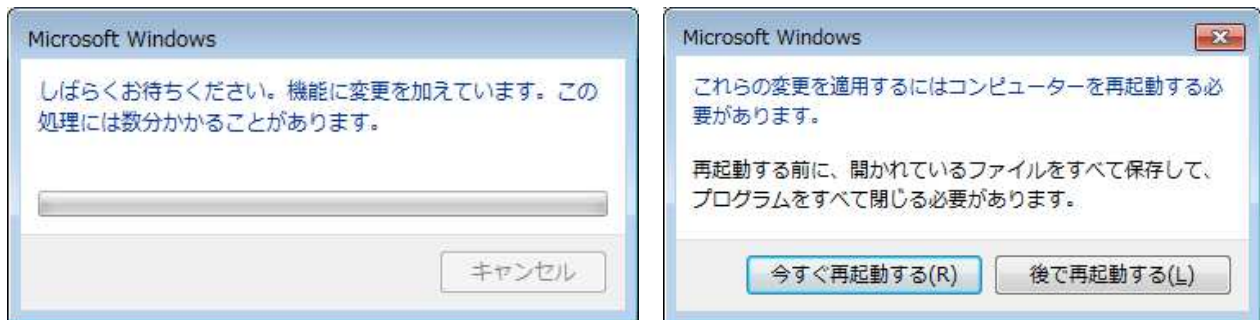 Microsoft Windows
しばらくお待ちください。機能に変更を加えています。この
処理には数分かかることがあります。
キャンセル
Microsoft Windows
これらの変更を適用するにはコンピューターを再起動する必
要があります。
再起動する前に、開かれているファイルをすべて保存して、
プログラムをすべて閉じる必要があります。
今すぐ再起動する(R)
後で再起動する(L)